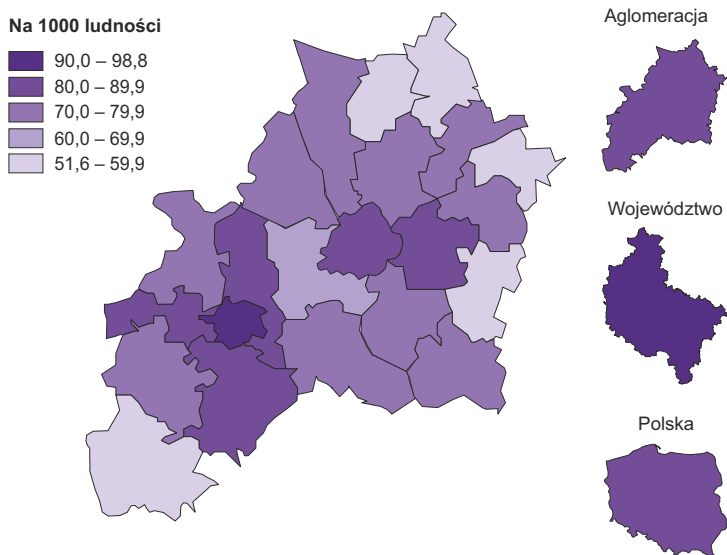 Na 1000 ludności
90,0 – 98,8
80,0 – 89,9
70,0 – 79,9
60,0 – 69,9
51,6 – 59,9
Aglomeracja
Województwo
Polska